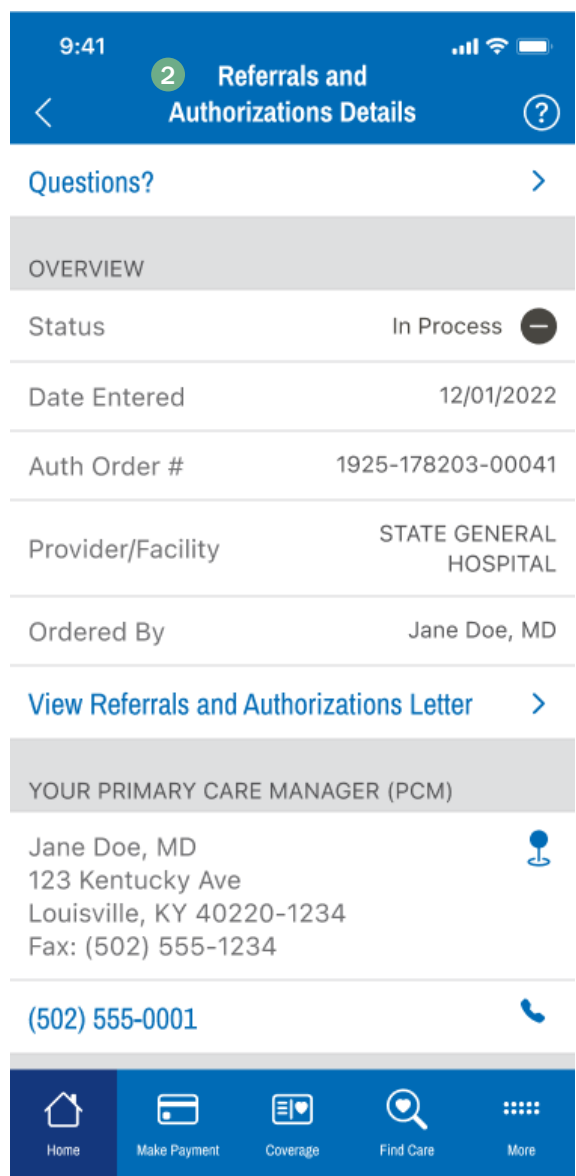 9:41
2
Referrals and
Authorizations Details
?
Questions?
OVERVIEW
Status In Process
Date Entered 12/01/2022
Auth Order # 1925-178203-00041
Provider/Facility STATE GENERAL
HOSPITAL
Ordered By Jane Doe, MD
View Referrals and Authorizations Letter
YOUR PRIMARY CARE MANAGER (PCM)
Jane Doe, MD
123 Kentucky Ave
Louisville, KY 40220-1234
Fax: (502) 555-1234
(502) 555-0001
Home Make Payment Coverage Find Care More